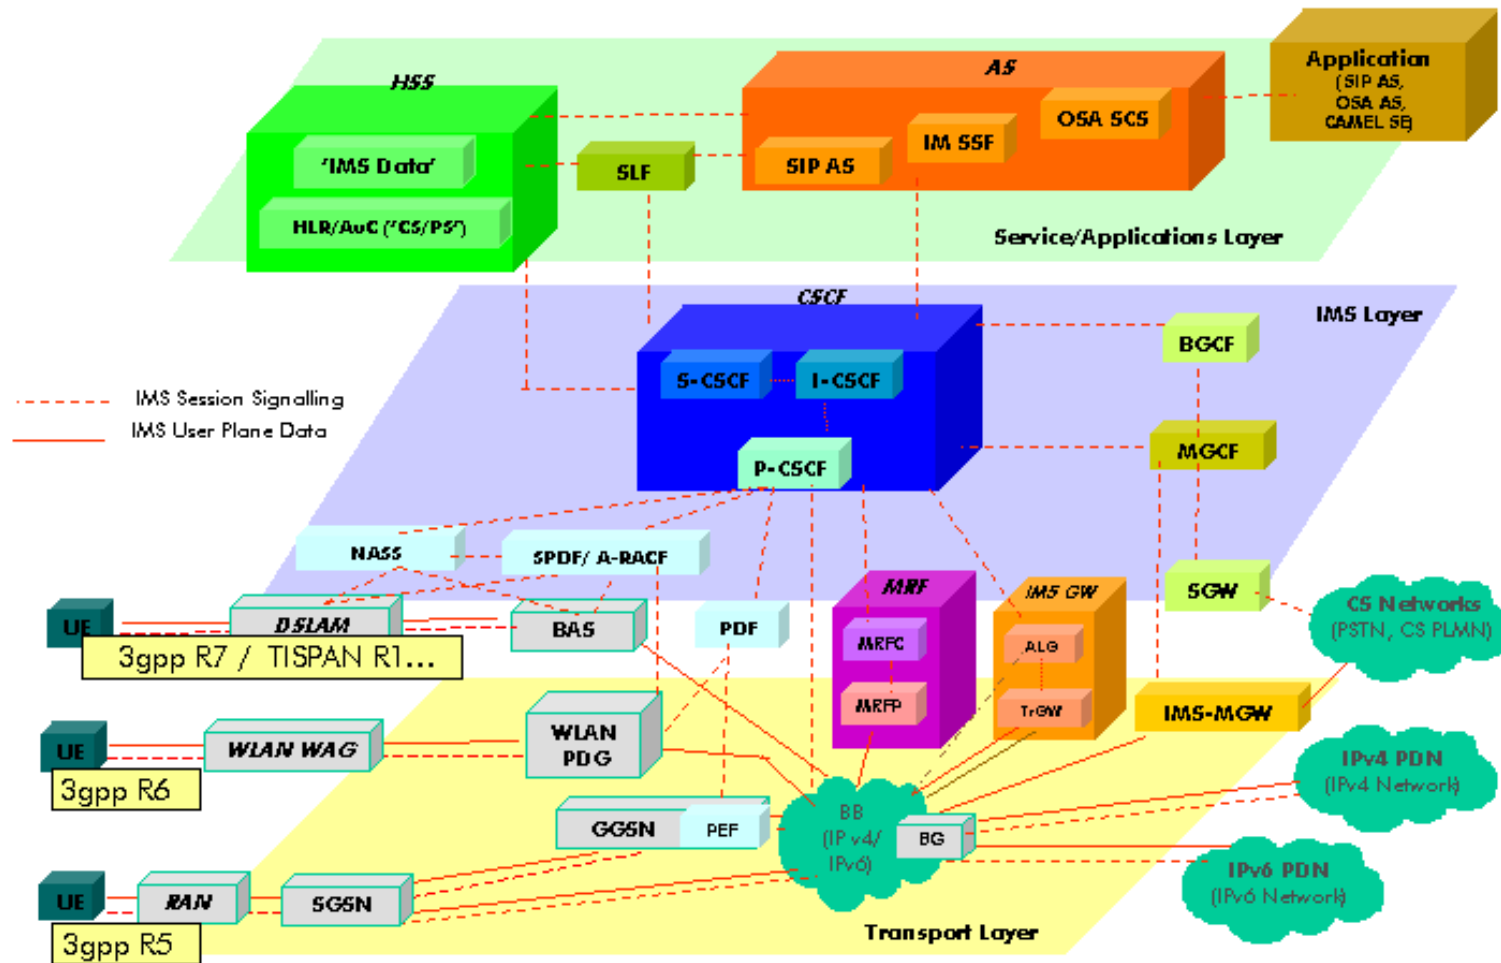 HSS
AS
Application
(SIP AS,
OSA AS,
CAMEL SE)
OSA SCS
IM SSF
'IMS Data'
SLF
SIP AS
HLR/AuC ('CS/PS')
Service/Applications Layer
CSCF
IMS Layer
BGCF
S-CSCF
I-CSCF
IMS Session Signalling
IMS User Plane Data
MGCF
P-CSCF
NASS
SPDF/ A-RACF
MRF
IMS GW
SGW
CS Networks
(PSTN, CS PLMN)
UE
DSLAM
BAS
PDF
MRFC
ALG
3gpp R7 / TISPAN R1...
MRFP
TrGW
IMS-MGW
UE
WLAN WAG
WLAN
PDG
3gpp R6
IPv4 PDN
(IPv4 Network)
GGSN
PEF
BB
(IP v4/
IPv6)
BG
IPv6 PDN
(IPv6 Network)
UE
RAN
SGSN
3gpp R5
Transport Layer